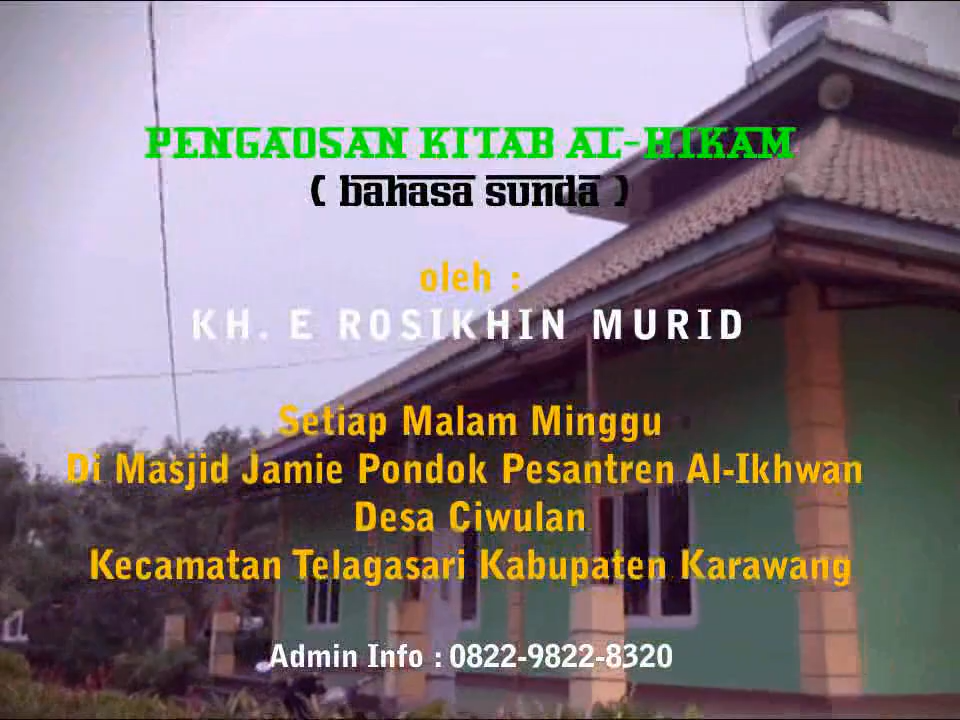 PENGAOSAN KITAB AL-HIKAM
( bahasa sunda )
oleh :
KH. E ROSIKHIN MURID
Setiap Malam Minggu
Di Masjid Jamie Pondok Pesantren Al-Ikhwan
Desa Ciwulan
Kecamatan Telagasari Kabupaten Karawang
Admin Info : 0822-9822-8320